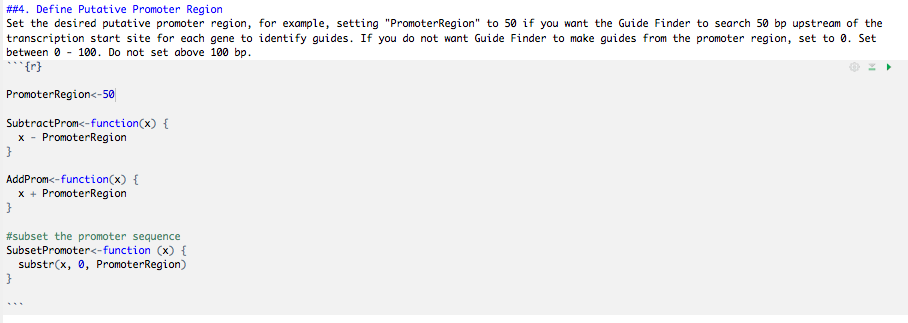 ##4. Define Putative Promoter Region
Set the desired putative promoter region, for example, setting "PromoterRegion" to 50 if you want the Guide Finder to search 50 bp upstream of the
transcription start site for each gene to identify guides. If you do not want Guide Finder to make guides from the promoter region, set to 0. Set
between 0 - 100. Do not set above 100 bp.
```{r}
PromoterRegion<-50
SubtractProm<-function(x) {
  x - PromoterRegion
}
AddProm<-function(x) {
  x + PromoterRegion
}
#subset the promoter sequence
SubsetPromoter<-function (x) {
  substr(x, 0, PromoterRegion)
}
```